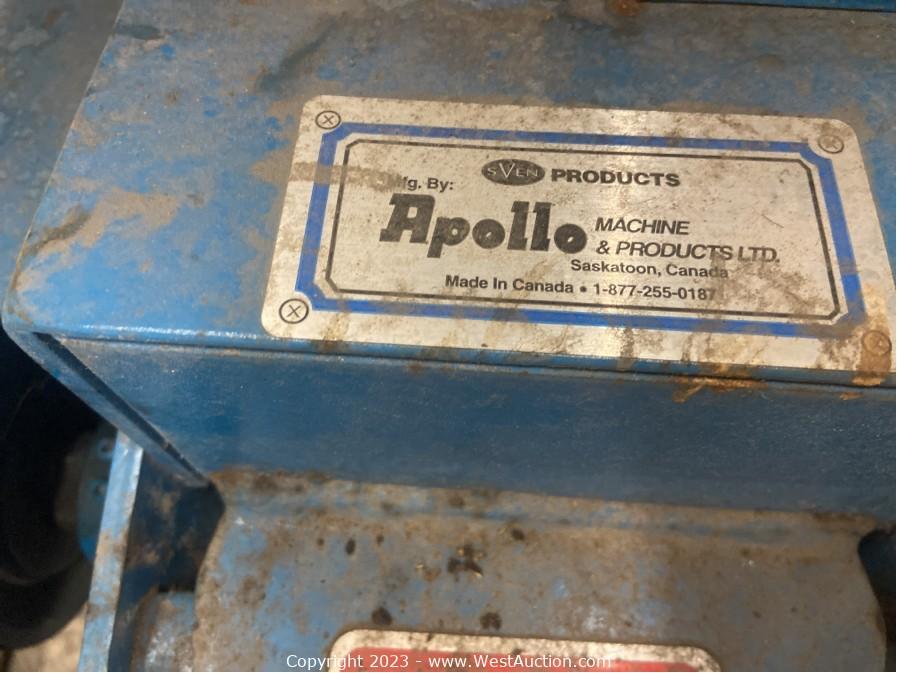 SVEN PRODUCTS
Mfg. By:
Apollo MACHINE
& PRODUCTS LTD.
Saskatoon, Canada
Made In Canada • 1-877-255-0187
Copyright 2023 - www.WestAuction.com